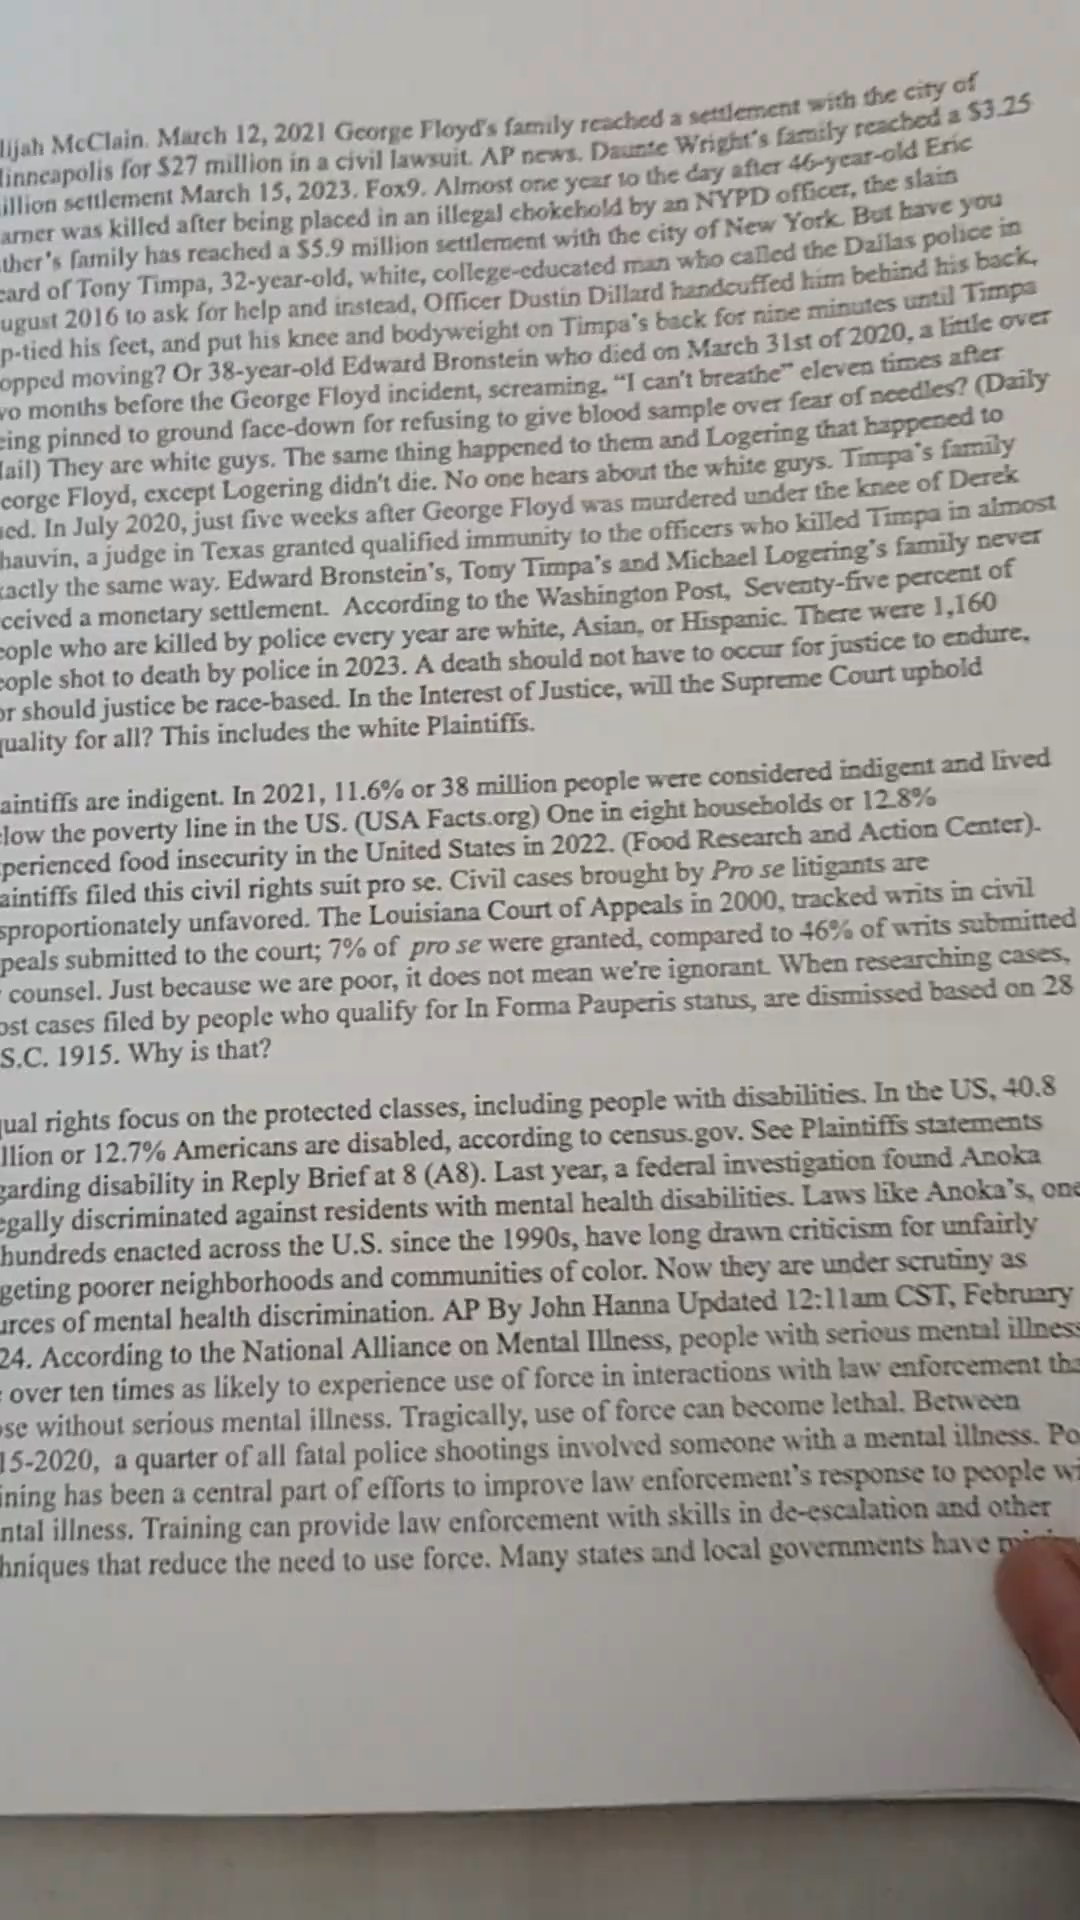 lijah McClain. March 12, 2021 George Floyd's family reached a settlement with the city of
linneapolis for $27 million in a civil lawsuit. AP news. Daunte Wright's family reached a $3.25
illion settlement March 15, 2023. Fox9. Almost one year to the day after 46-year-old Eric
arner was killed after being placed in an illegal chokehold by an NYPD officer, the slain
ther's family has reached a $5.9 million settlement with the city of New York. But have you
eard of Tony Timpa, 32-year-old, white, college-educated man who called the Dallas police in
ugust 2016 to ask for help and instead, Officer Dustin Dillard handcuffed him behind his back,
p-tied his feet, and put his knee and bodyweight on Timpa's back for nine minutes until Timpa
opped moving? Or 38-year-old Edward Bronstein who died on March 31st of 2020, a little over
vo months before the George Floyd incident, screaming, “I can't breathe” eleven times after
eing pinned to ground face-down for refusing to give blood sample over fear of needles? (Daily
ail) They are white guys. The same thing happened to them and Logering that happened to
eorge Floyd, except Logering didn't die. No one hears about the white guys. Timpa's family
ied. In July 2020, just five weeks after George Floyd was murdered under the knee of Derek
hauvin, a judge in Texas granted qualified immunity to the officers who killed Timpa in almost
actly the same way. Edward Bronstein's, Tony Timpa's and Michael Logering's family never
ceived a monetary settlement. According to the Washington Post, Seventy-five percent of
eople who are killed by police every year are white, Asian, or Hispanic. There were 1,160
eople shot to death by police in 2023. A death should not have to occur for justice to endure,
or should justice be race-based. In the Interest of Justice, will the Supreme Court uphold
quality for all? This includes the white Plaintiffs.
aintiffs are indigent. In 2021, 11.6% or 38 million people were considered indigent and lived
elow the poverty line in the US. (USA Facts.org) One in eight households or 12.8%
perienced food insecurity in the United States in 2022. (Food Research and Action Center).
aintiffs filed this civil rights suit pro se. Civil cases brought by Pro se litigants are
sproportionately unfavored. The Louisiana Court of Appeals in 2000, tracked writs in civil
peals submitted to the court; 7% of pro se were granted, compared to 46% of writs submitted
counsel. Just because we are poor, it does not mean we're ignorant. When researching cases,
ost cases filed by people who qualify for In Forma Pauperis status, are dismissed based on 28
S.C. 1915. Why is that?
qual rights focus on the protected classes, including people with disabilities. In the US, 40.8
llion or 12.7% Americans are disabled, according to census.gov. See Plaintiffs statements
garding disability in Reply Brief at 8 (A8). Last year, a federal investigation found Anoka
egally discriminated against residents with mental health disabilities. Laws like Anoka's, one
hundreds enacted across the U.S. since the 1990s, have long drawn criticism for unfairly
geting poorer neighborhoods and communities of color. Now they are under scrutiny as
urces of mental health discrimination. AP By John Hanna Updated 12:11am CST, February
24. According to the National Alliance on Mental Illness, people with serious mental illness
over ten times as likely to experience use of force in interactions with law enforcement tha
ose without serious mental illness. Tragically, use of force can become lethal. Between
15-2020, a quarter of all fatal police shootings involved someone with a mental illness. Po
ining has been a central part of efforts to improve law enforcement's response to people wi
ntal illness. Training can provide law enforcement with skills in de-escalation and other
hniques that reduce the need to use force. Many states and local governments have